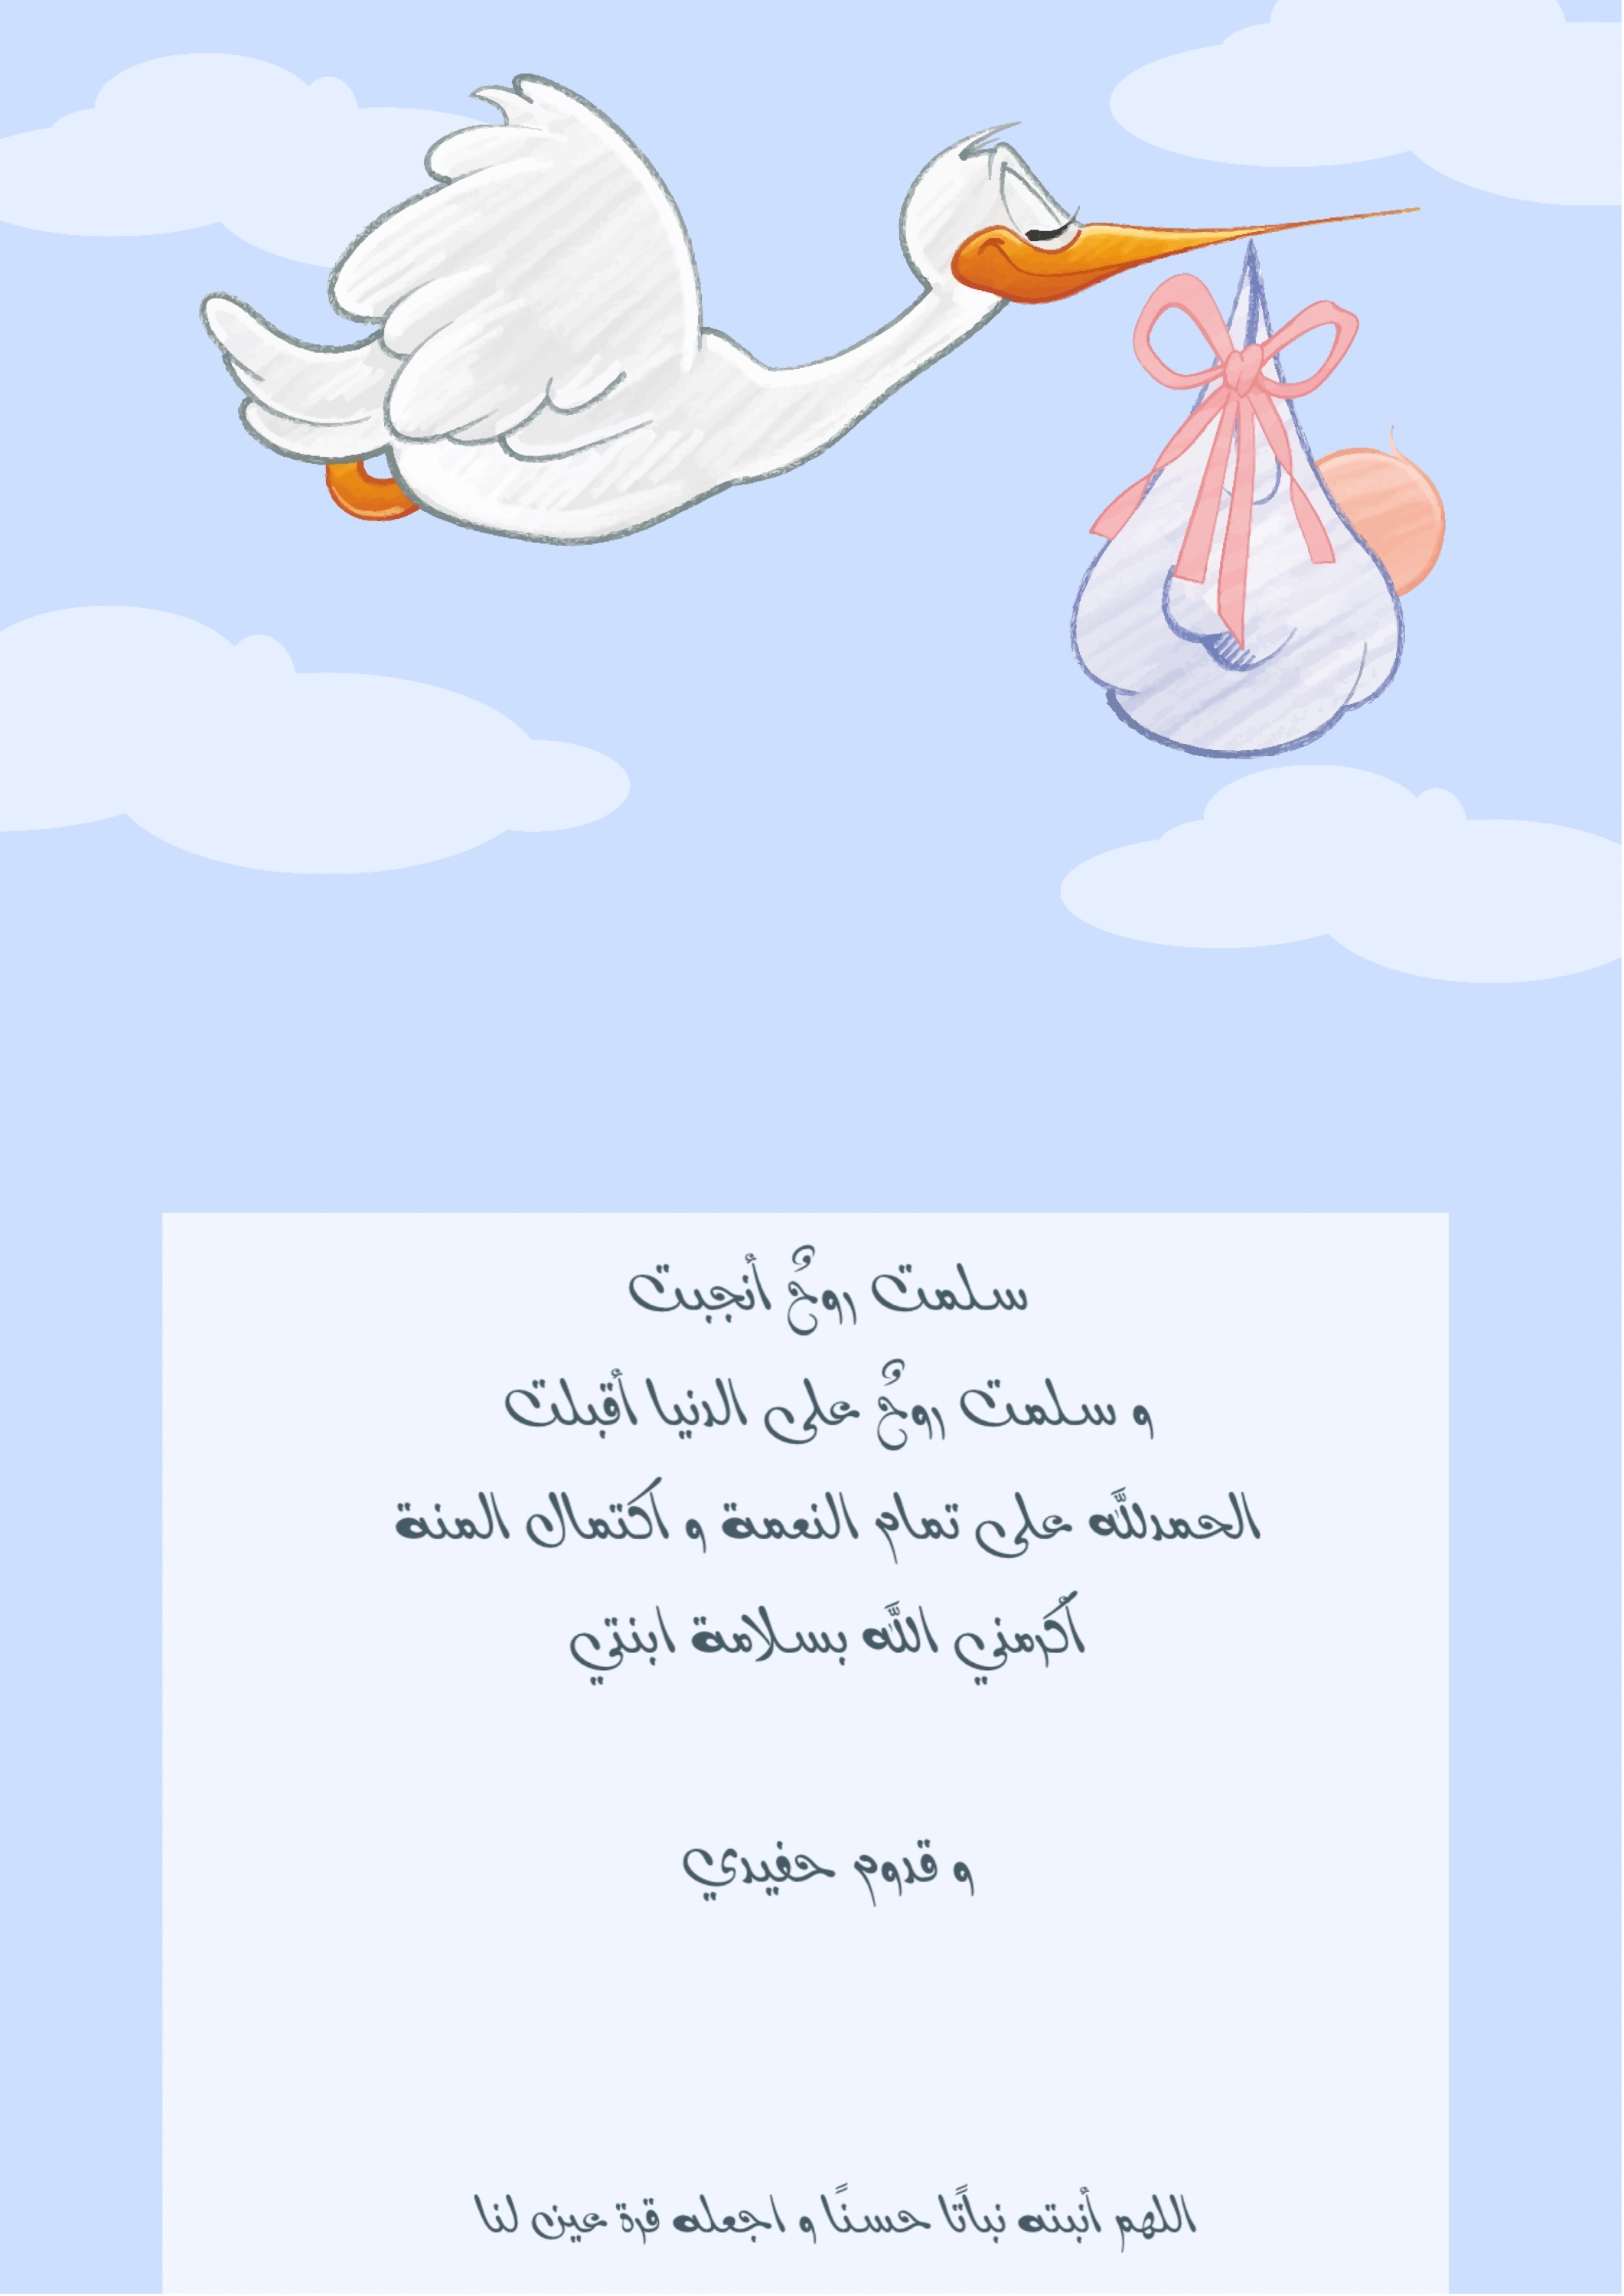 سلمت روحٌ أنجبت
و سلمت روحٌ على الدنيا أقبلت
الحمدلله على تمام النعمة و اكتمال المنة
أكرمني الله بسلامة ابنتي
و قدوم حفيدي
اللهم أنبته نباتًا حسنًا و اجعله قرة عين لنا